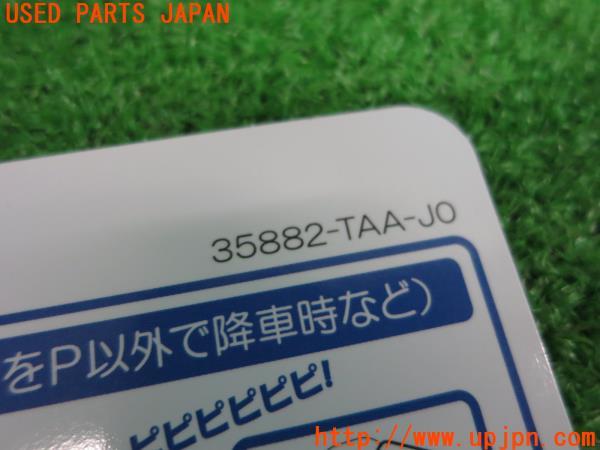 USED PARTS JAPAN
35882-TAA-J0
をP以外で降車時など)
ピピピピピピ!
http://www.upjpn.com